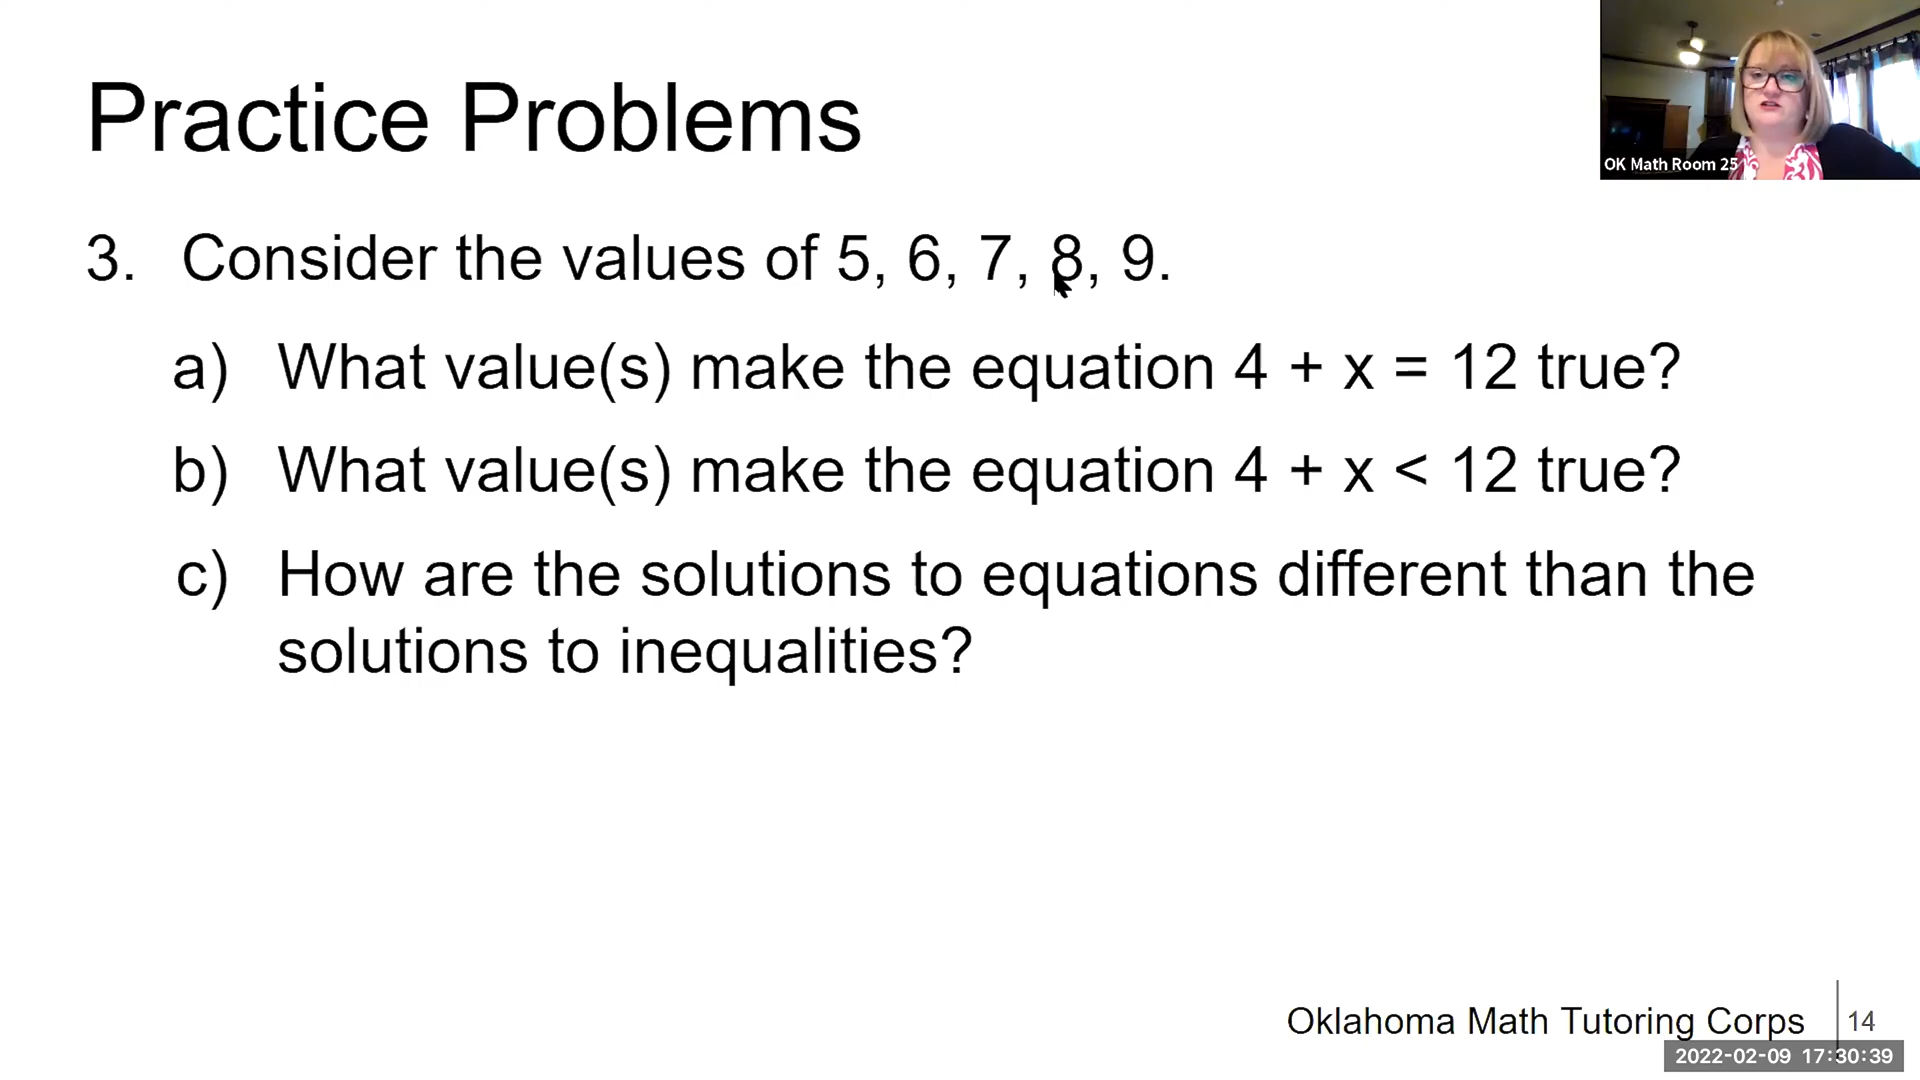 OK Math Room 25
Practice Problems
3. Consider the values of 5, 6, 7, 8, 9.
a) What value(s) make the equation 4 + x = 12 true?
b) What value(s) make the equation 4 + x < 12 true?
c) How are the solutions to equations different than the
solutions to inequalities?
Oklahoma Math Tutoring Corps 14
2022-02-09 17:30:39